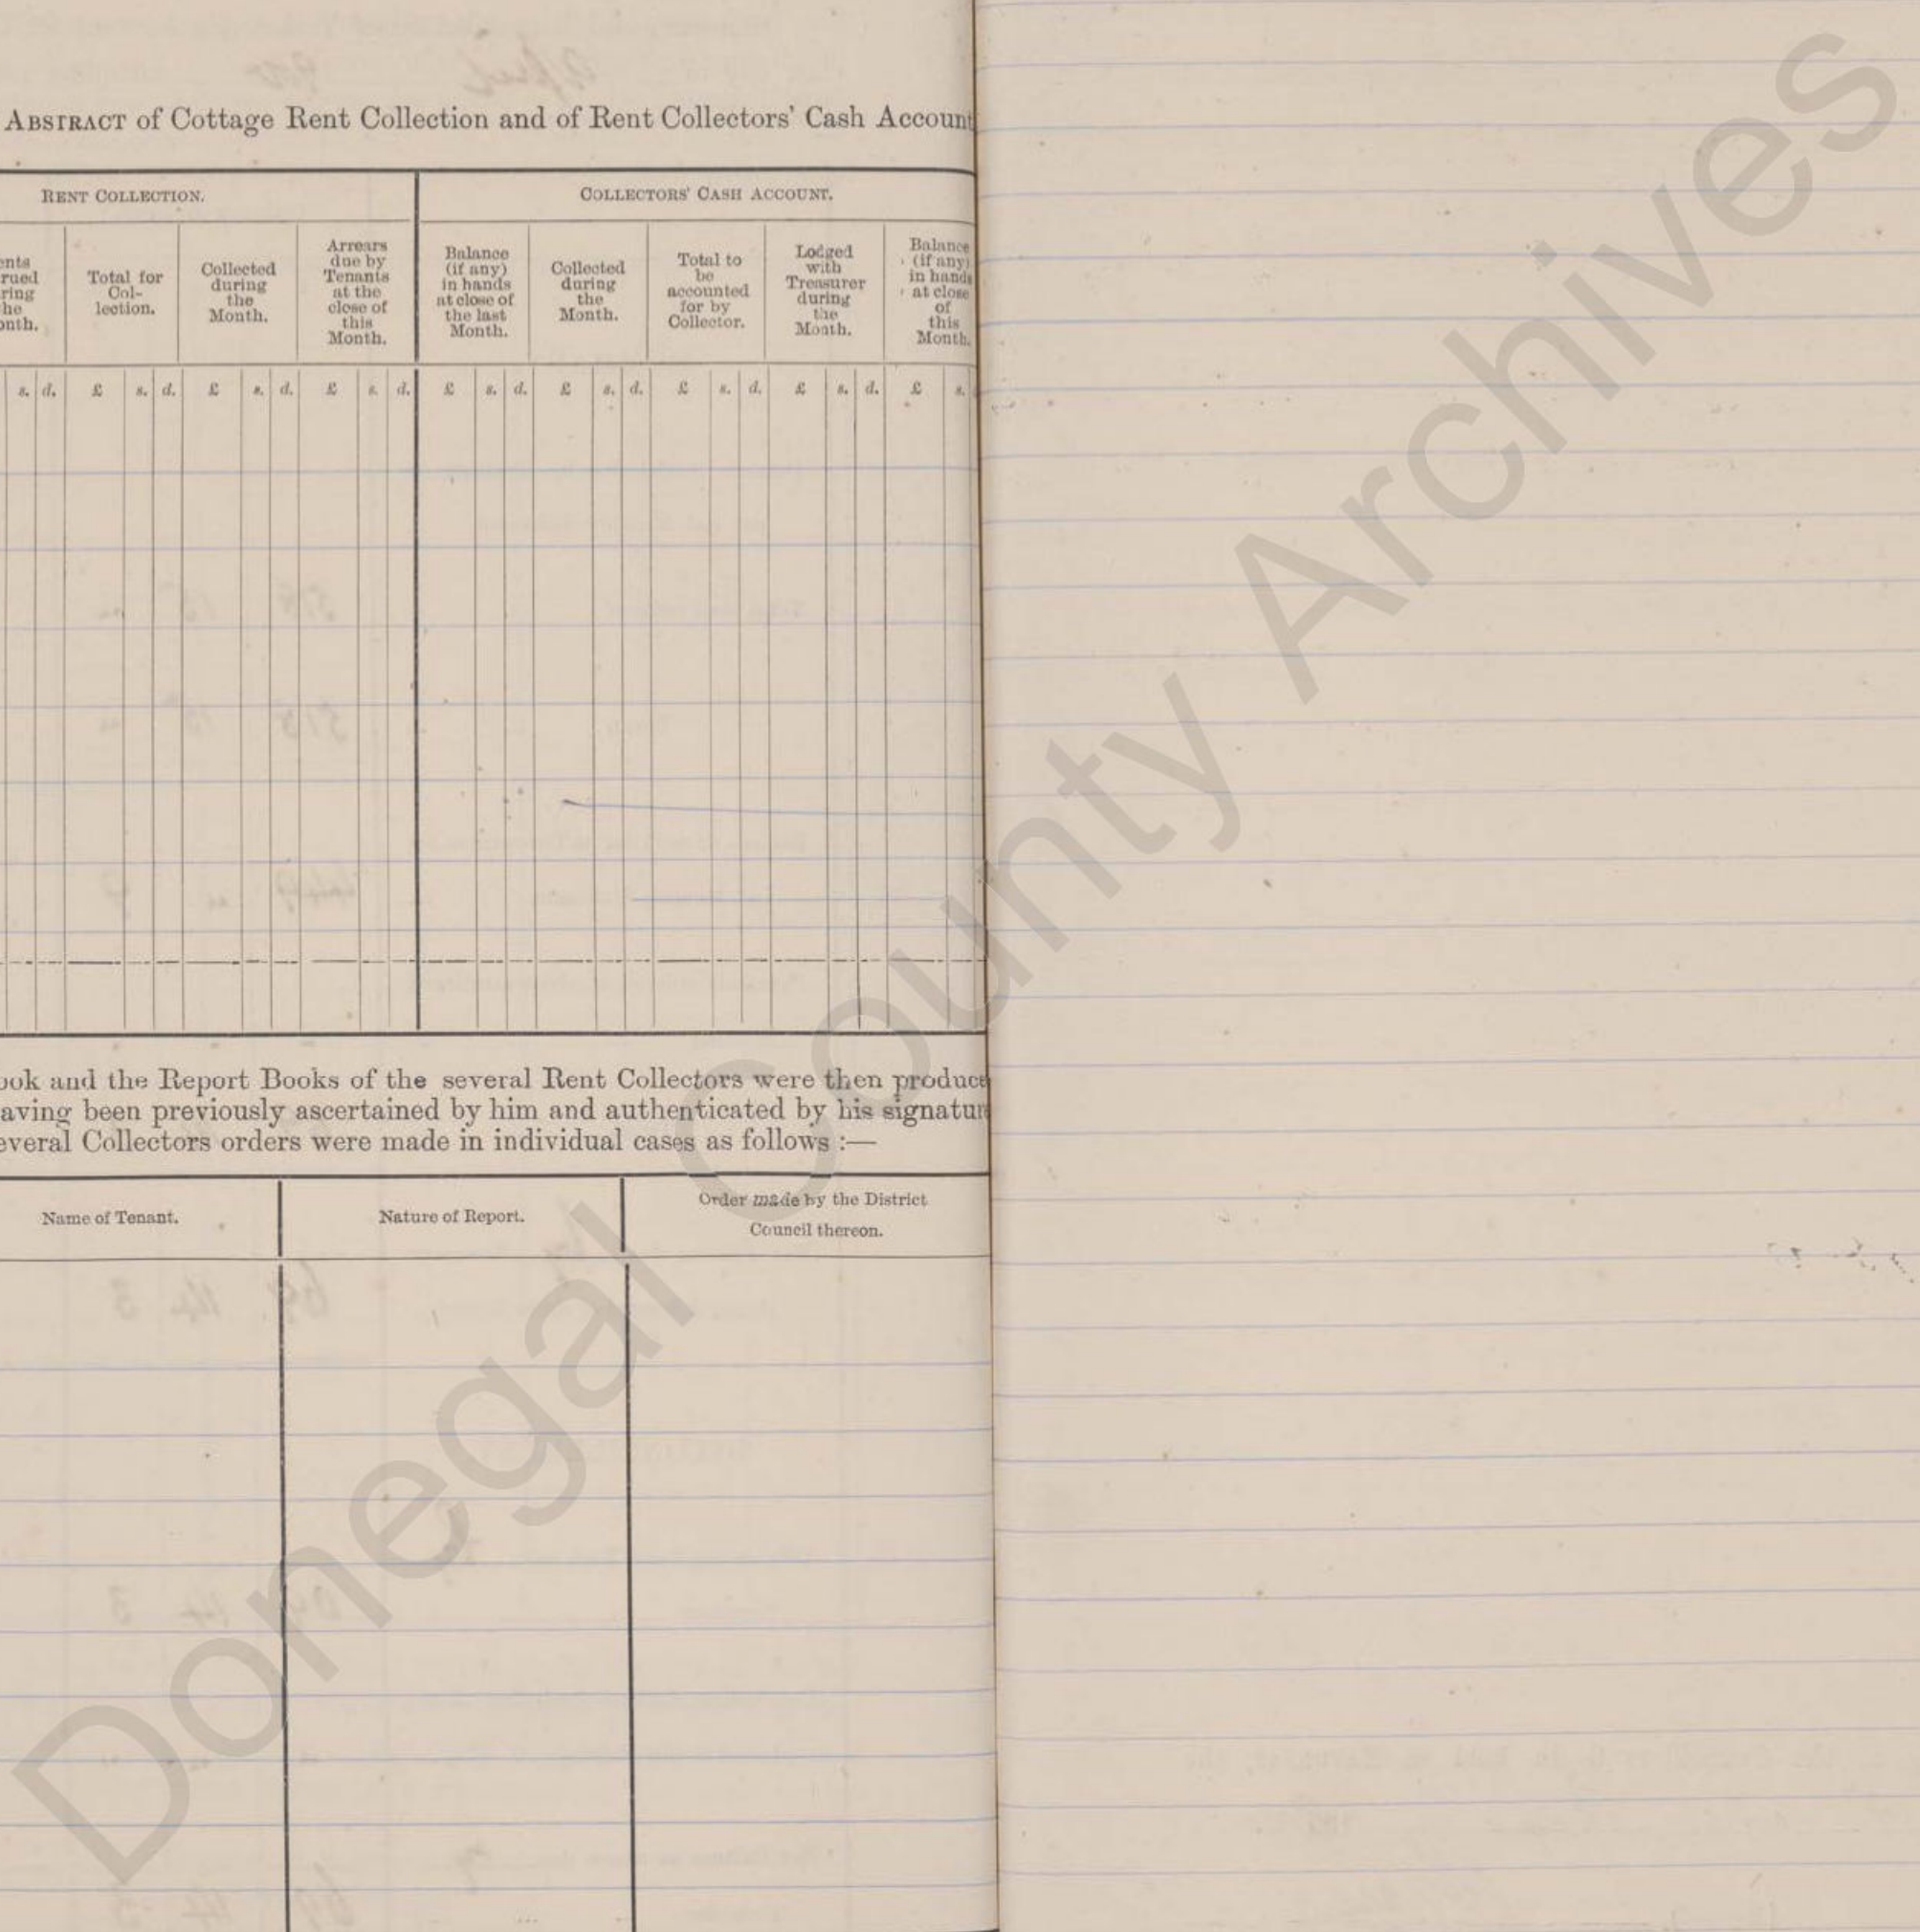 ABSTRACT of Cottage Rent Collection and of Rent Collectors' Cash Account
RENT COLLECTION.
COLLECTORS' CASH ACCOUNT.
ents
rued
ring
he
onth.
Total for
Col-
lection.
Collected
during
the
Month.
Arrears
due by
Tenants
at the
close of
this
Month.
Balance
(if any)
in hands
at close of
the last
Month.
Collected
during
the
Month.
Total to
be
accounted
for by
Collector.
Lodged
with
Treasurer
during
the
Month.
Balance
(if any)
in hands
at close
of
this
Month.
s. d. £ s. d. £ s. d. £ s. d. £ s. d. £ s. d. £ s. d. £ s. d. £ s.
ook and the Report Books of the several Rent Collectors were then produce
aving been previously ascertained by him and authenticated by his signatur
everal Collectors orders were made in individual cases as follows :—
Name of Tenant.
Nature of Report.
Order made by the District
Council thereon.
Donegal County Archives